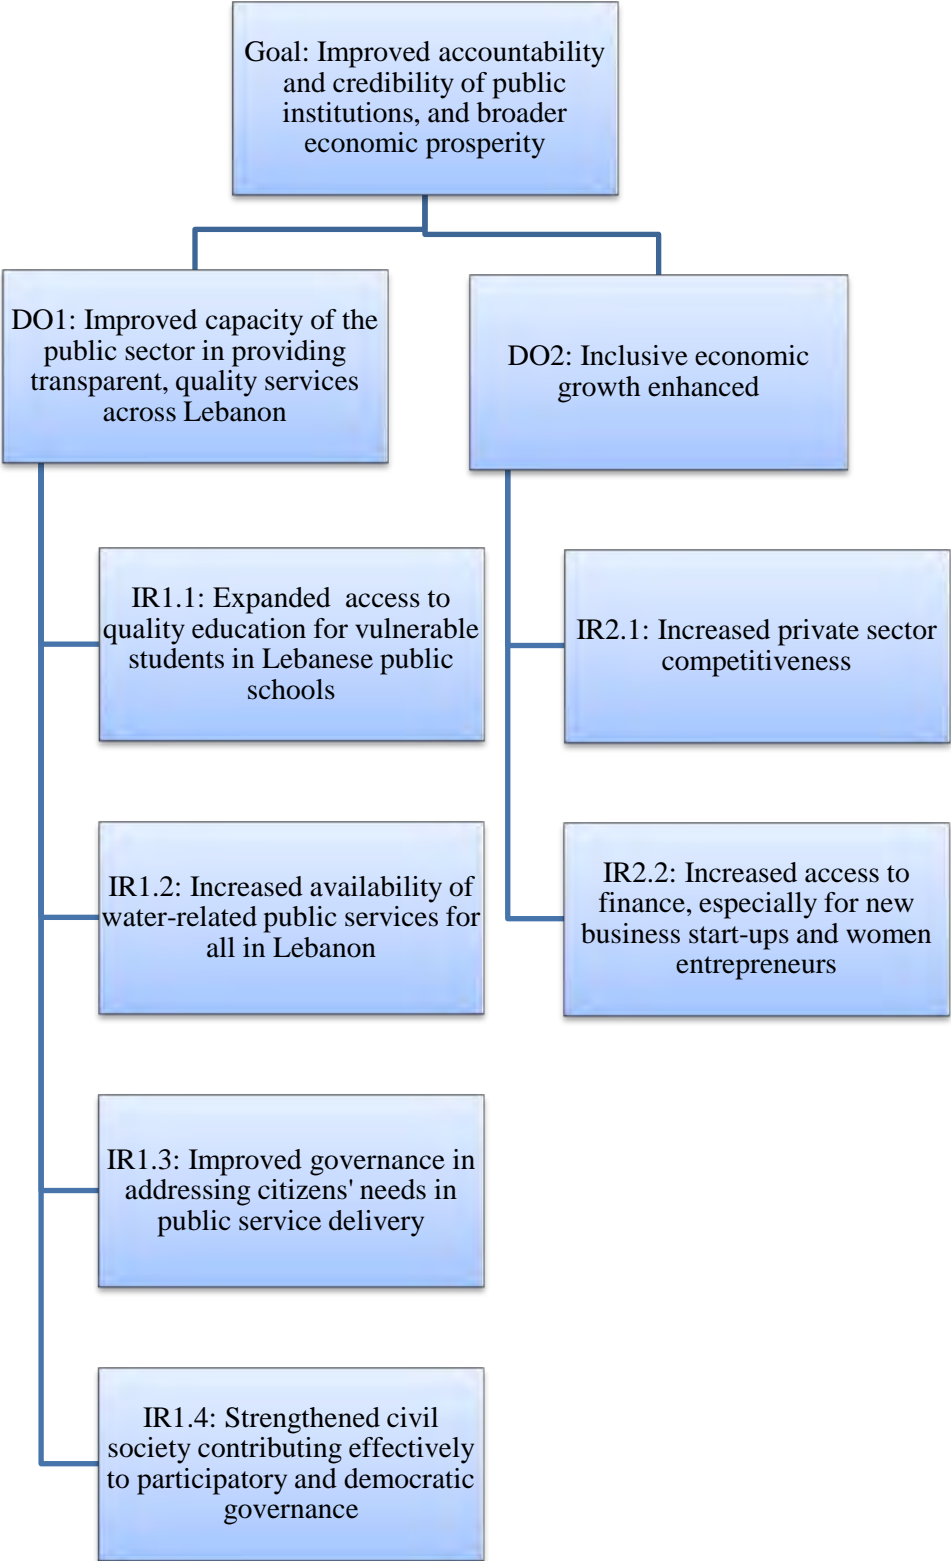 Goal: Improved accountability
and credibility of public
institutions, and broader
economic prosperity
DO1: Improved capacity of the
public sector in providing
transparent, quality services
across Lebanon
IR1.1: Expanded  access to
quality education for vulnerable
students in Lebanese public
schools
IR1.2: Increased availability of
water-related public services for
all in Lebanon
IR1.3: Improved governance in
addressing citizens' needs in
public service delivery
IR1.4: Strengthened civil
society contributing effectively
to participatory and democratic
governance
DO2: Inclusive economic
growth enhanced
IR2.1: Increased private sector
competitiveness
IR2.2: Increased access to
finance, especially for new
business start-ups and women
entrepreneurs